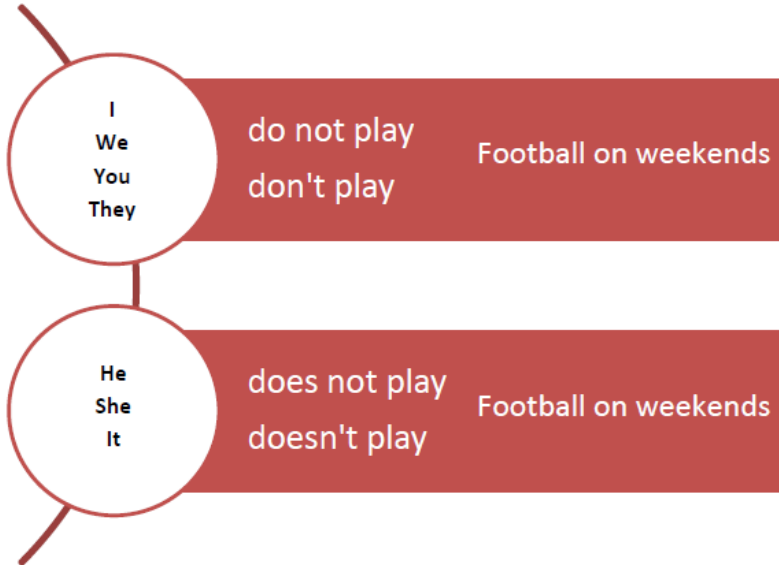 I
We
You
They
do not play
don't play
Football on weekends
He
She
It
does not play
doesn't play
Football on weekends